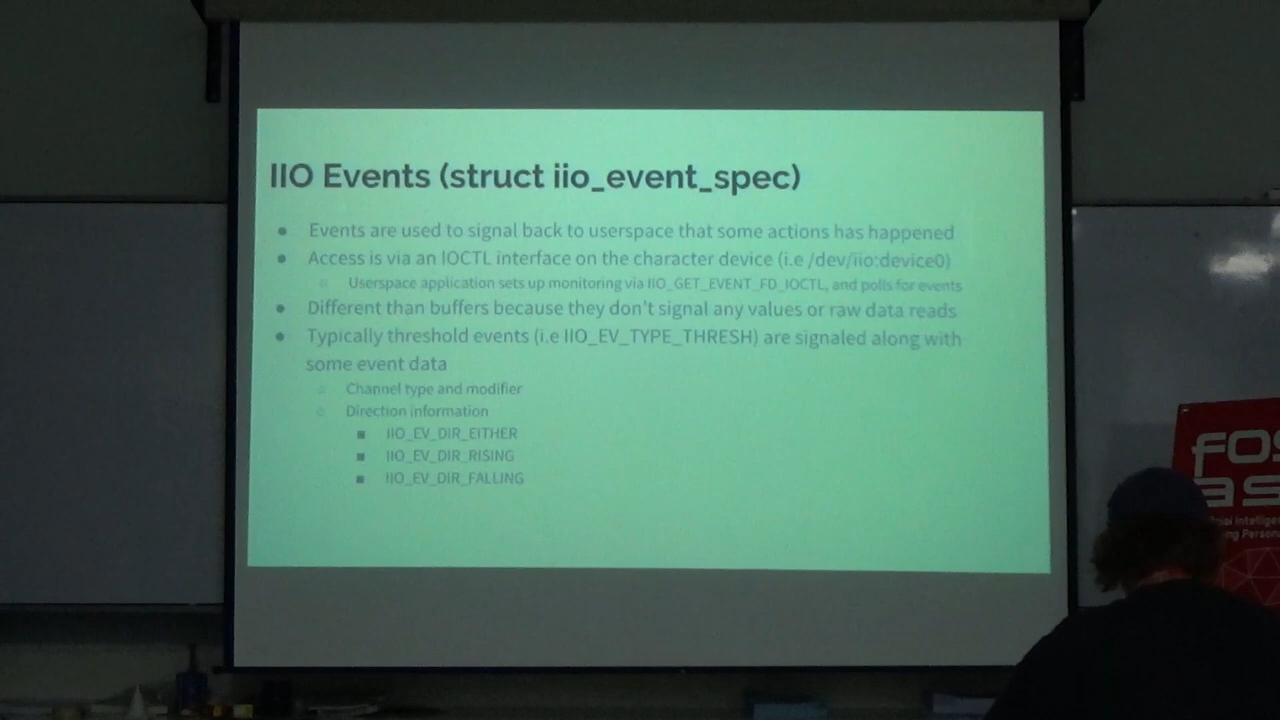 IIO Events (struct iio_event_spec)
● Events are used to signal back to userspace that some actions has happened
● Access is via an IOCTL interface on the character device (i.e /dev/iio:device0)
○ Userspace application sets up monitoring via IIO_GET_EVENT_FD_IOCTL, and polls for events
● Different than buffers because they don't signal any values or raw data reads
● Typically threshold events (i.e IIO_EV_TYPE_THRESH) are signaled along with
some event data
○ Channel type and modifier
○ Direction information
■ IIO_EV_DIR_EITHER
■ IIO_EV_DIR_RISING
■ IIO_EV_DIR_FALLING
FOS
AS